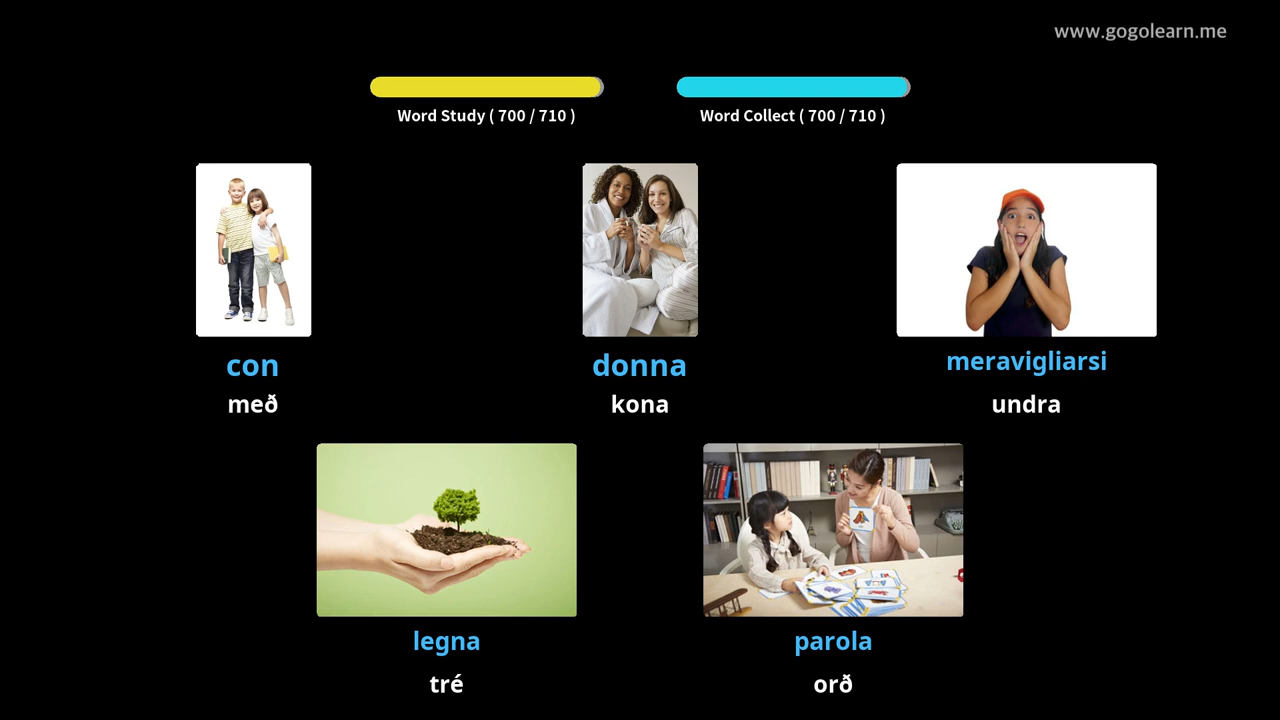 www.gogolearn.me
Word Study ( 700 / 710 )
Word Collect ( 700 / 710 )
con
með
donna
kona
meravigliarsi
undra
legna
tré
parola
orð